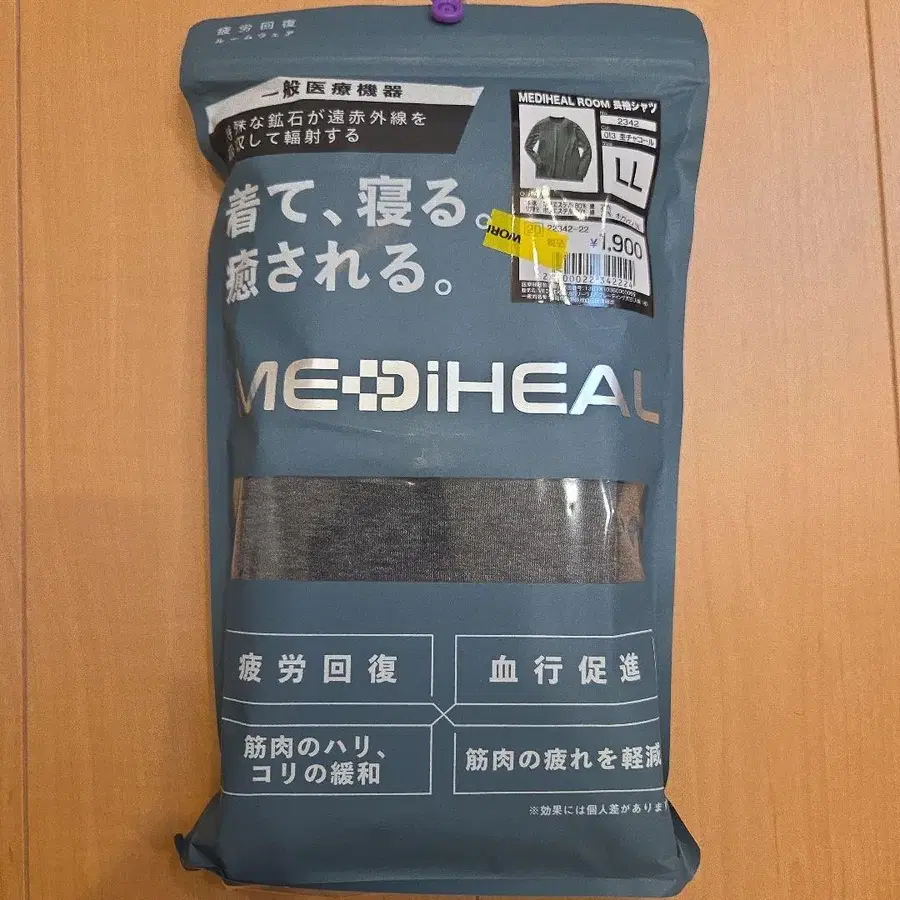 疲労回復
ルームウェア
一般医療機器
特殊な鉱石が遠赤外線を
吸収して輻射する
着て、寝る。
癒される。
MEDIHEAL ROOM 長袖シャツ
2342
013 杢チャコール
LL
22342-22
1,900
WORK
MEDiHEAL
疲労回復
血行促進
筋肉のハリ、
コリの緩和
筋肉の疲れを軽減
※効果には個人差がありま